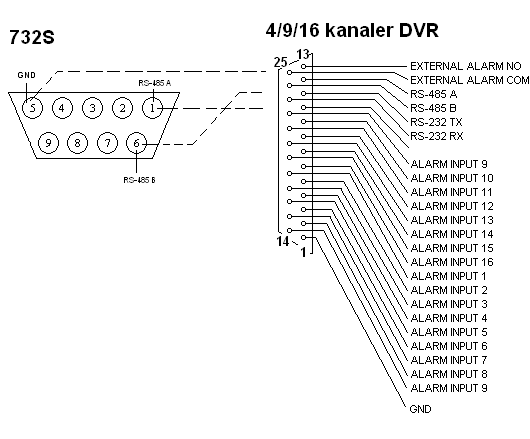 732S
4/9/16 kanaler DVR
GND
RS-485 A
5 4 3 2 1
9 8 7 6
RS-485 B
25 13
14 1
EXTERNAL ALARM NO
EXTERNAL ALARM COM
RS-485 A
RS-485 B
RS-232 TX
RS-232 RX
ALARM INPUT 9
ALARM INPUT 10
ALARM INPUT 11
ALARM INPUT 12
ALARM INPUT 13
ALARM INPUT 14
ALARM INPUT 15
ALARM INPUT 16
ALARM INPUT 1
ALARM INPUT 2
ALARM INPUT 3
ALARM INPUT 4
ALARM INPUT 5
ALARM INPUT 6
ALARM INPUT 7
ALARM INPUT 8
ALARM INPUT 9
GND